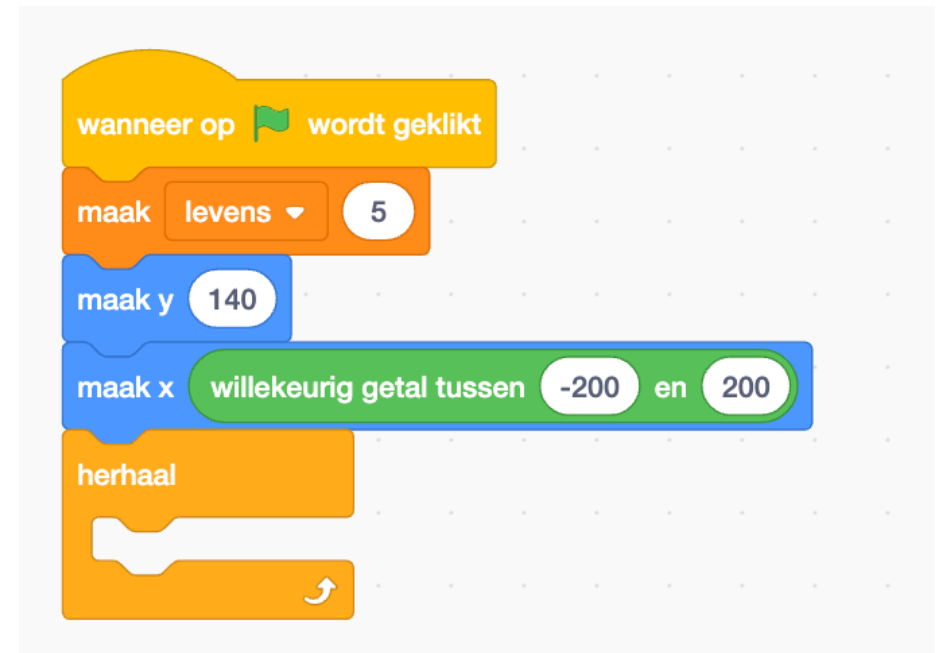 wanneer op wordt geklikt
maak levens 5
maak y 140
maak x willekeurig getal tussen -200 en 200
herhaal